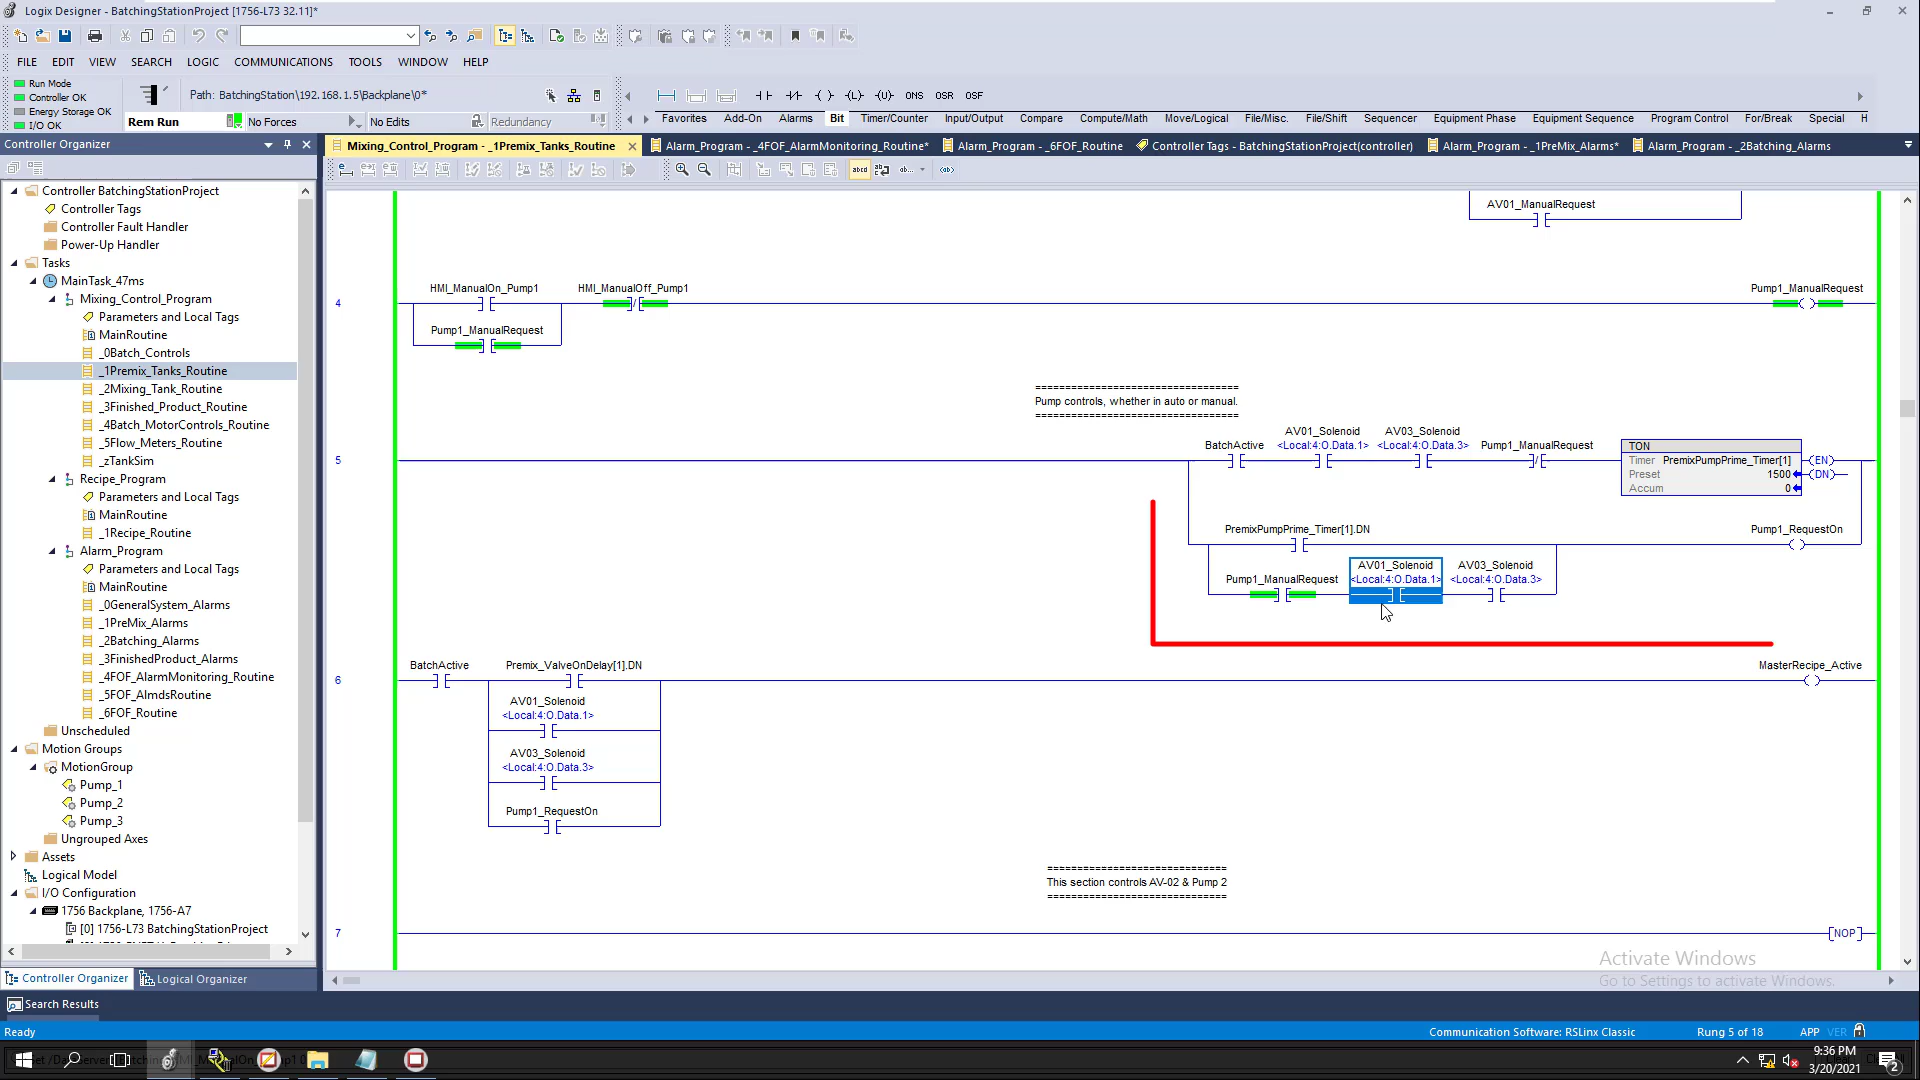 Logix Designer - BatchingStationProject [1756-L73 32.11]*
FILE EDIT VIEW SEARCH LOGIC COMMUNICATIONS TOOLS WINDOW HELP
Run Mode
Controller OK
Energy Storage OK
I/O OK
Path: BatchingStation\192.168.1.5\Backplane\0*
Rem Run No Forces No Edits Redundancy
ONS OSR OSF
Favorites Add-On Alarms Bit Timer/Counter Input/Output Compare Compute/Math Move/Logical File/Misc. File/Shift Sequencer Equipment Phase Equipment Sequence Program Control For/Break Special H
Controller Organizer
Mixing_Control_Program - _1Premix_Tanks_Routine
Alarm_Program - _4FOF_AlarmMonitoring_Routine*
Alarm_Program - _6FOF_Routine
Controller Tags - BatchingStationProject(controller)
Alarm_Program - _1PreMix_Alarms*
Alarm_Program - _2Batching_Alarms
Controller BatchingStationProject
Controller Tags
Controller Fault Handler
Power-Up Handler
Tasks
MainTask_47ms
Mixing_Control_Program
Parameters and Local Tags
MainRoutine
_0Batch_Controls
_1Premix_Tanks_Routine
_2Mixing_Tank_Routine
_3Finished_Product_Routine
_4Batch_MotorControls_Routine
_5Flow_Meters_Routine
_zTankSim
Recipe_Program
Parameters and Local Tags
MainRoutine
_1Recipe_Routine
Alarm_Program
Parameters and Local Tags
MainRoutine
_0GeneralSystem_Alarms
_1PreMix_Alarms
_2Batching_Alarms
_3FinishedProduct_Alarms
_4FOF_AlarmMonitoring_Routine
_5FOF_AlmdsRoutine
_6FOF_Routine
Unscheduled
Motion Groups
MotionGroup
Pump_1
Pump_2
Pump_3
Ungrouped Axes
Assets
Logical Model
I/O Configuration
1756 Backplane, 1756-A7
[0] 1756-L73 BatchingStationProject
Controller Organizer Logical Organizer
AV01_ManualRequest
4
HMI_ManualOn_Pump1 HMI_ManualOff_Pump1 Pump1_ManualRequest
Pump1_ManualRequest
==================================
Pump controls, whether in auto or manual.
==================================
5
AV01_Solenoid AV03_Solenoid
BatchActive <Local:4:O.Data.1> <Local:4:O.Data.3> Pump1_ManualRequest
TON
Timer PremixPumpPrime_Timer[1]
Preset 1500
Accum 0
EN
DN
PremixPumpPrime_Timer[1].DN Pump1_RequestOn
AV01_Solenoid AV03_Solenoid
Pump1_ManualRequest <Local:4:O.Data.1> <Local:4:O.Data.3>
6
BatchActive Premix_ValveOnDelay[1].DN MasterRecipe_Active
AV01_Solenoid
<Local:4:O.Data.1>
AV03_Solenoid
<Local:4:O.Data.3>
Pump1_RequestOn
==============================
This section controls AV-02 & Pump 2
==============================
7
NOP
Activate Windows
Go to Settings to activate Windows.
Search Results
Ready
Communication Software: RSLinx Classic Rung 5 of 18 APP VER
9:36 PM
3/20/2021
2